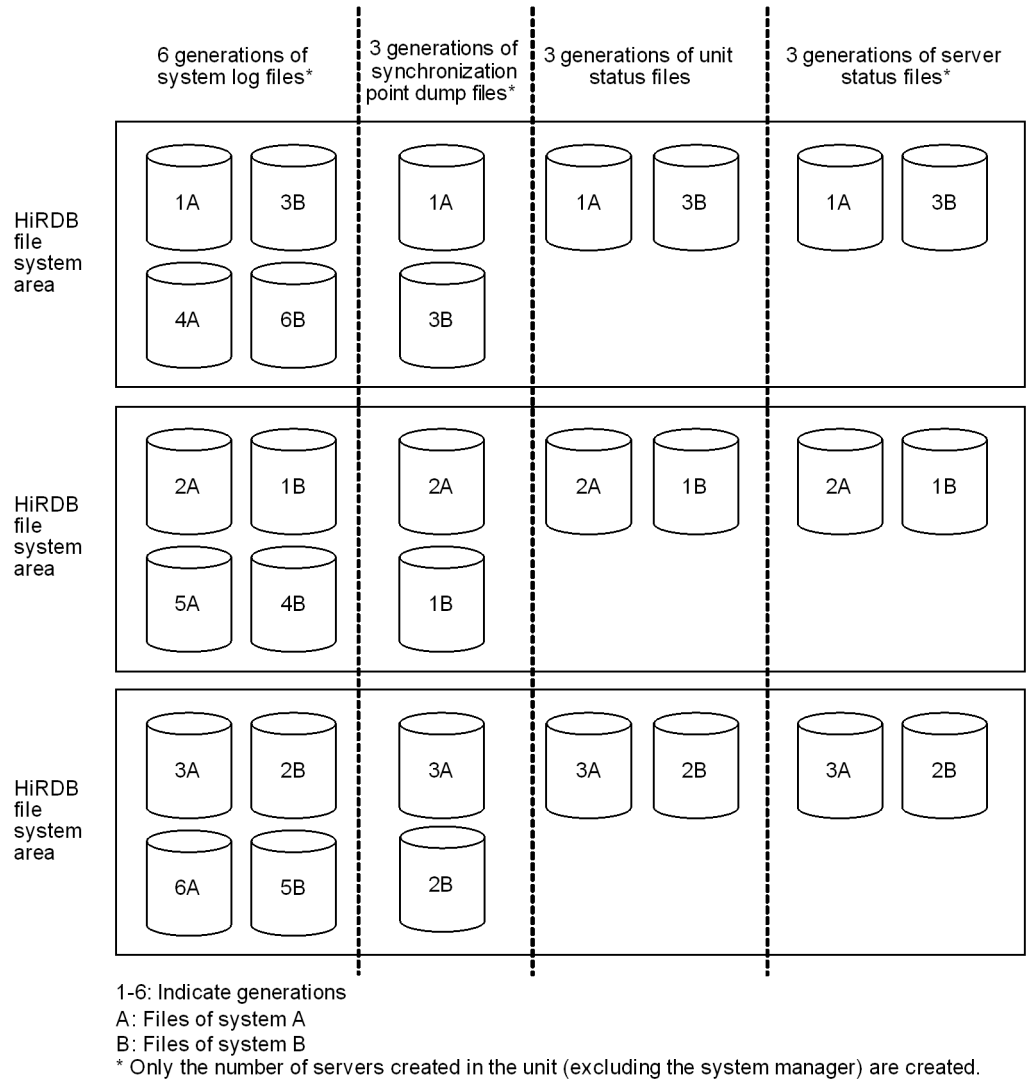 6 generations of
system log files*
3 generations of
synchronization
point dump files*
3 generations of unit
status files
3 generations of server
status files*
HiRDB
file
system
area
1A 3B 1A 1A 3B 1A 3B
4A 6B 3B
HiRDB
file
system
area
2A 1B 2A 2A 1B 2A 1B
5A 4B 1B
HiRDB
file
system
area
3A 2B 3A 3A 2B 3A 2B
6A 5B 2B
1-6: Indicate generations
A: Files of system A
B: Files of system B
* Only the number of servers created in the unit (excluding the system manager) are created.